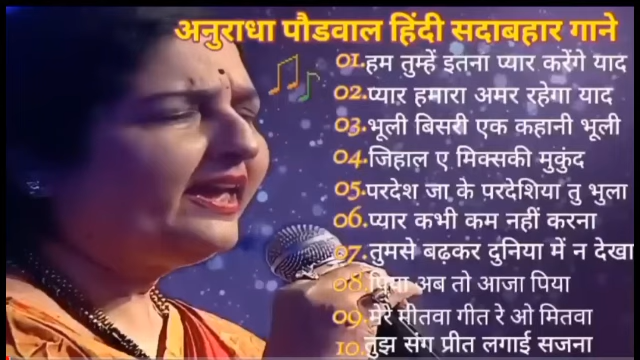 अनुराधा पौडवाल हिंदी सदाबहार गाने
01.हम तुम्हें इतना प्यार करेंगे याद
02.प्यार हमारा अमर रहेगा याद
03.भूली बिसरी एक कहानी भूली
04.जिहाल ए मिक्सकी मुकुंद
05.परदेश जा के परदेशिया तु भुला
06.प्यार कभी कम नहीं करना
07.तुमसे बढ़कर दुनिया में न देखा
08.पिया अब तो आजा पिया
09.मेरे मीतवा गीत रे ओ मितवा
10.तुझ संग प्रीत लगाई सजना